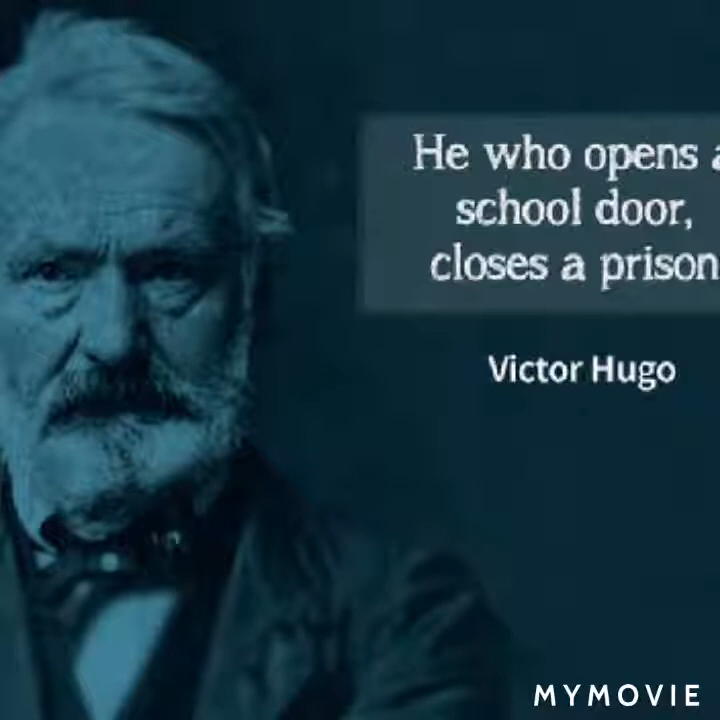 He who opens a
school door,
closes a prison
Victor Hugo
MYMOVIE